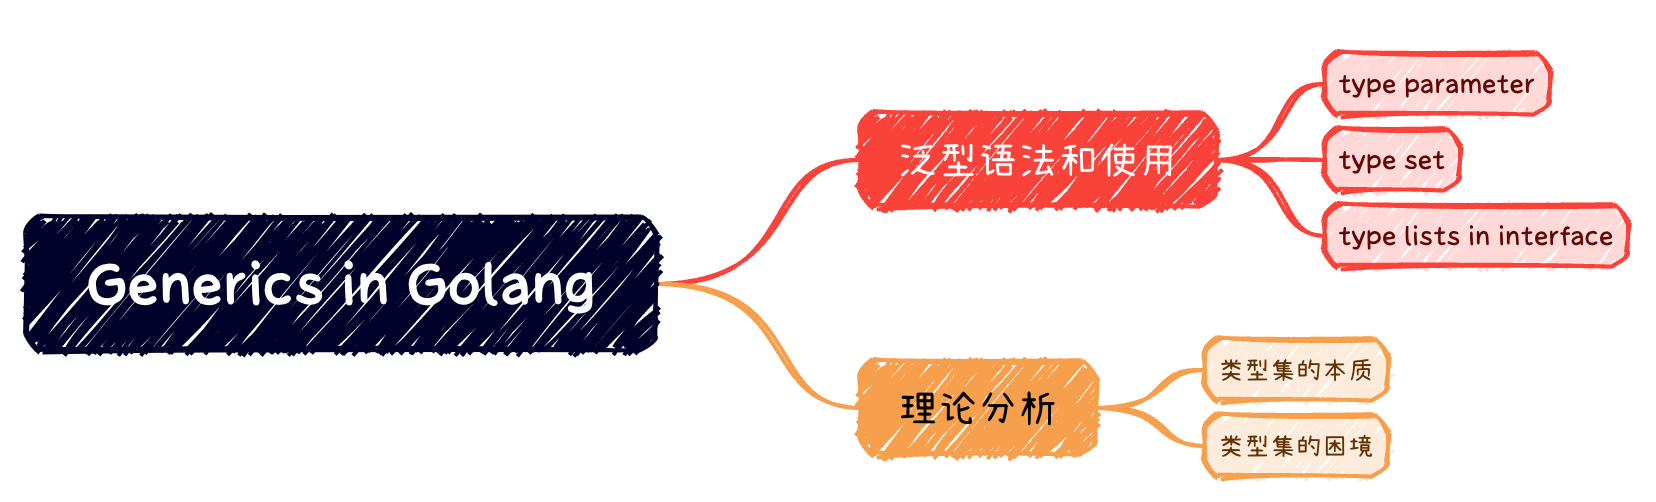 Generics in Golang
泛型语法和使用
type parameter
type set
type lists in interface
理论分析
类型集的本质
类型集的困境